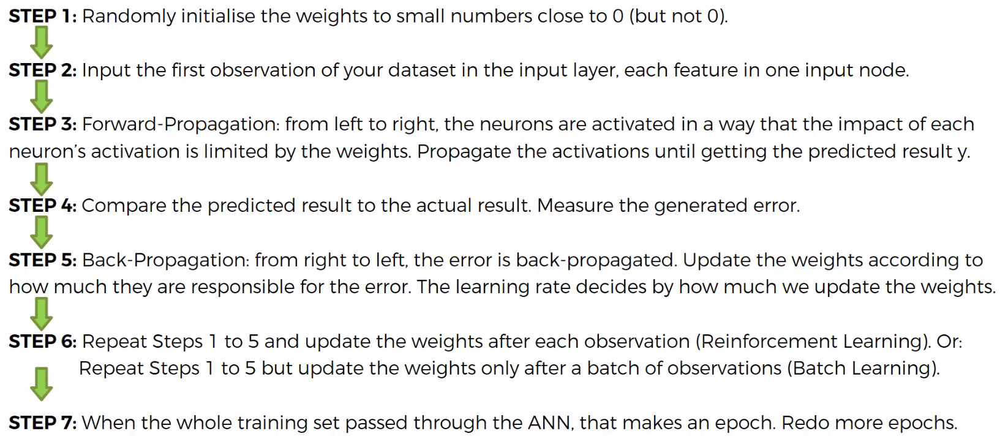 STEP 1: Randomly initialise the weights to small numbers close to 0 (but not 0).
STEP 2: Input the first observation of your dataset in the input layer, each feature in one input node.
STEP 3: Forward-Propagation: from left to right, the neurons are activated in a way that the impact of each
neuron's activation is limited by the weights. Propagate the activations until getting the predicted result y.
STEP 4: Compare the predicted result to the actual result. Measure the generated error.
STEP 5: Back-Propagation: from right to left, the error is back-propagated. Update the weights according to
how much they are responsible for the error. The learning rate decides by how much we update the weights.
STEP 6: Repeat Steps 1 to 5 and update the weights after each observation (Reinforcement Learning). Or:
Repeat Steps 1 to 5 but update the weights only after a batch of observations (Batch Learning).
STEP 7: When the whole training set passed through the ANN, that makes an epoch. Redo more epochs.